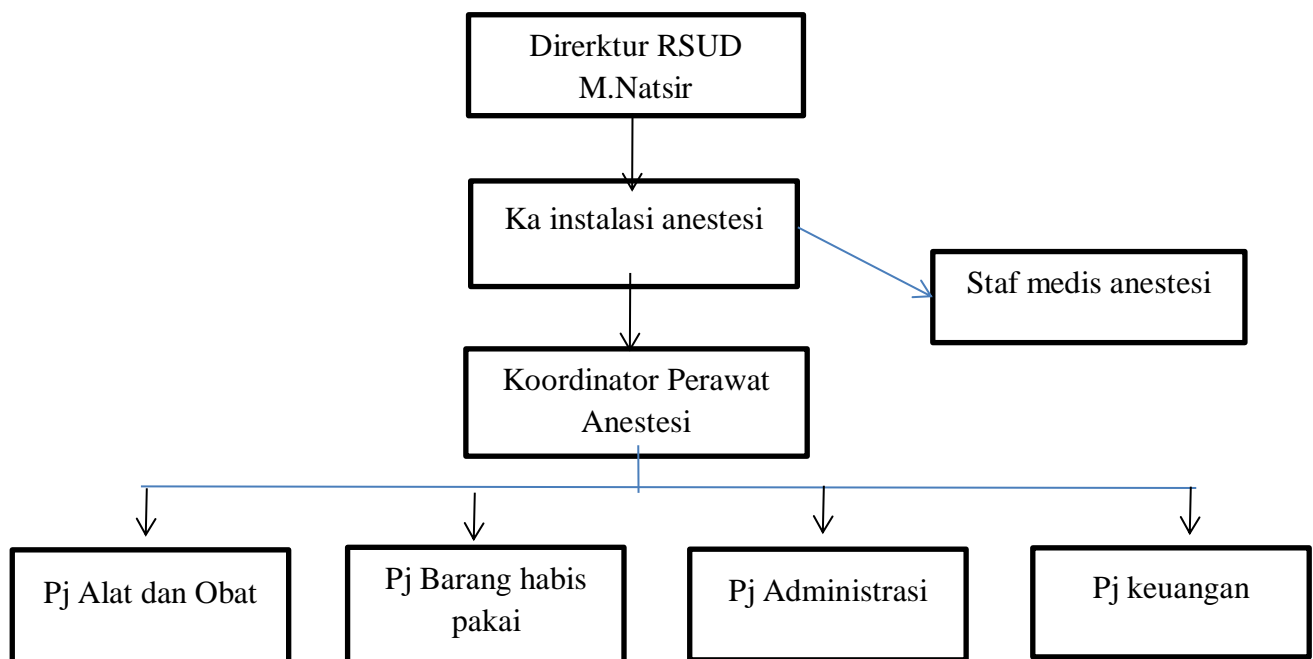 Direrktur RSUD
M.Natsir
Ka instalasi anestesi
Staf medis anestesi
Koordinator Perawat
Anestesi
Pj Alat dan Obat
Pj Barang habis
pakai
Pj Administrasi
Pj keuangan